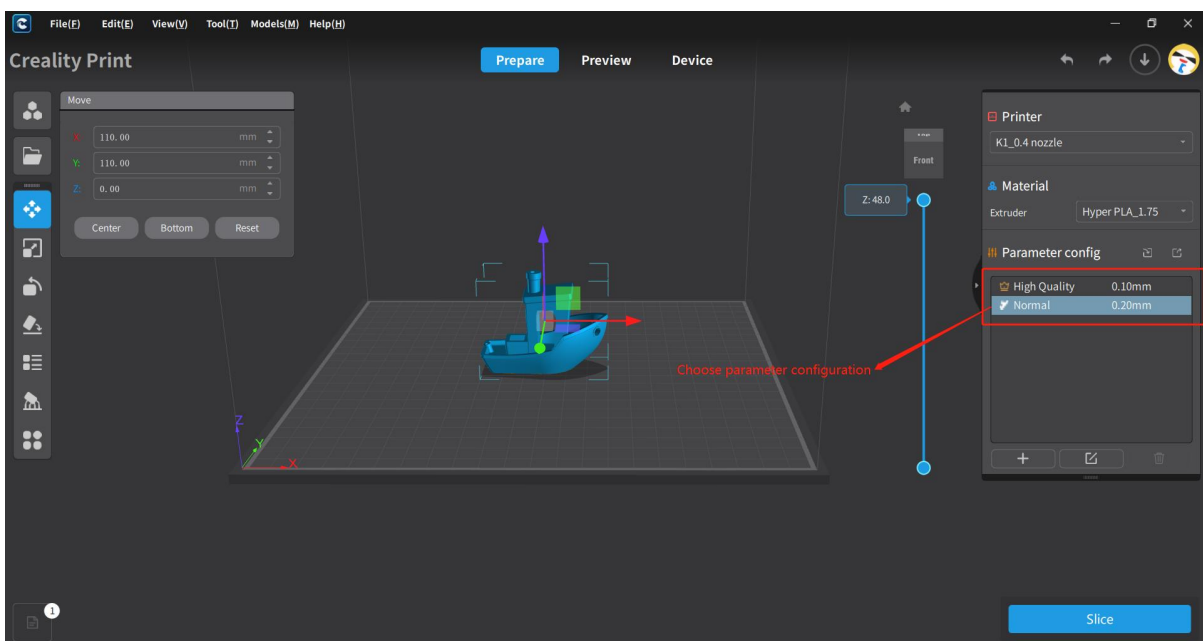 File(F) Edit(E) View(V) Tool(T) Models(M) Help(H)
Creality Print
Prepare Preview Device
Move
X: 110.00 mm
Y: 110.00 mm
Z: 0.00 mm
Center Bottom Reset
Front
Z: 48.0
Printer
K1_0.4 nozzle
Material
Extruder Hyper PLA_1.75
Parameter config
High Quality 0.10mm
Normal 0.20mm
Choose parameter configuration
Z
Y
X
1
Slice